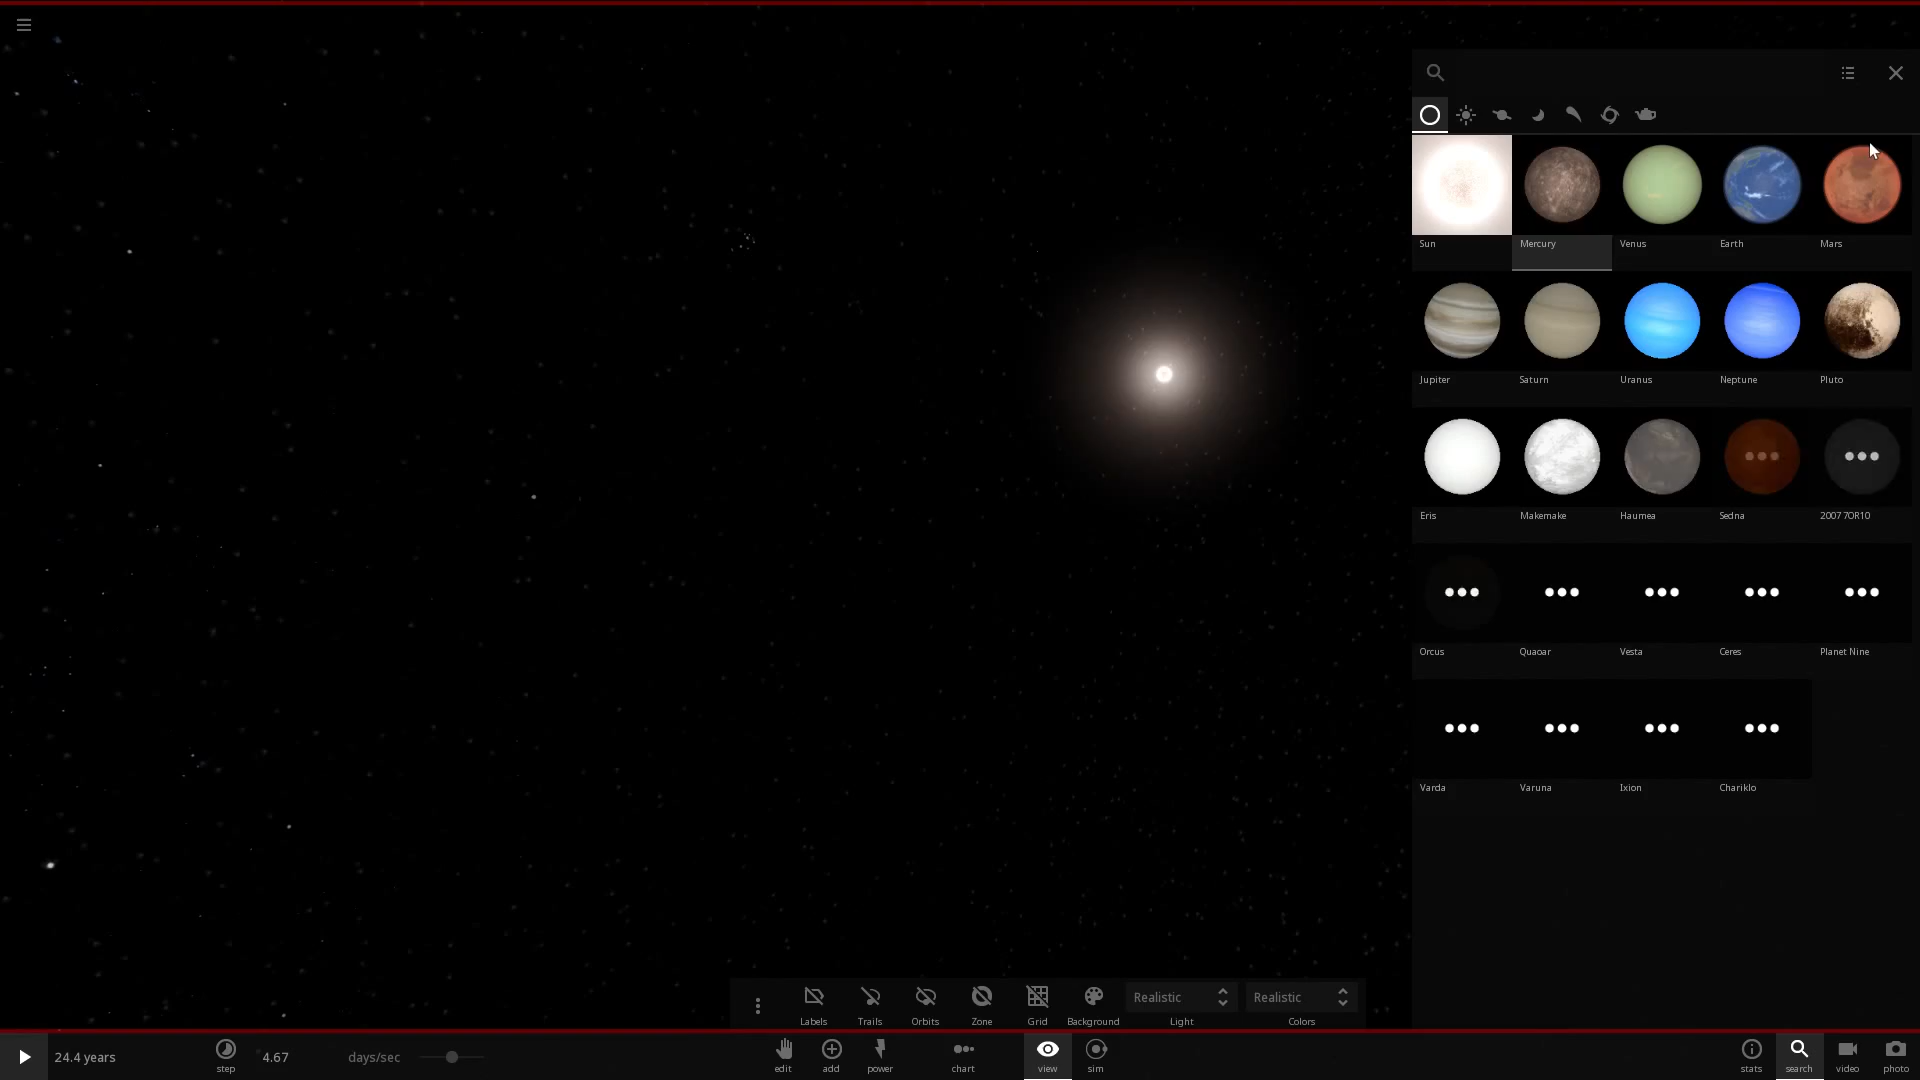 Sun Mercury Venus Earth Mars
Jupiter Saturn Uranus Neptune Pluto
Eris Makemake Haumea Sedna 2007 7OR10
Orcus Quaoar Vesta Ceres Planet Nine
Varda Varuna Ixion Chariklo
Realistic Realistic
Labels Trails Orbits Zone Grid Background Light Colors
24.4 years 4.67 days/sec
step edit add power chart view sim stats search video photo